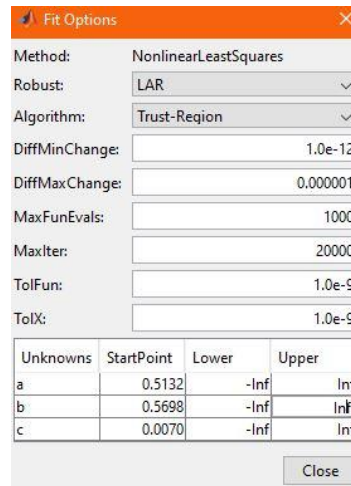 Fit Options
Method: NonlinearLeastSquares
Robust: LAR
Algorithm: Trust-Region
DiffMinChange: 1.0e-12
DiffMaxChange: 0.000001
MaxFunEvals: 1000
MaxIter: 20000
TolFun: 1.0e-9
TolX: 1.0e-9
Unknowns StartPoint Lower Upper
a 0.5132 -Inf In
b 0.5698 -Inf Inf
c 0.0070 -Inf In
Close